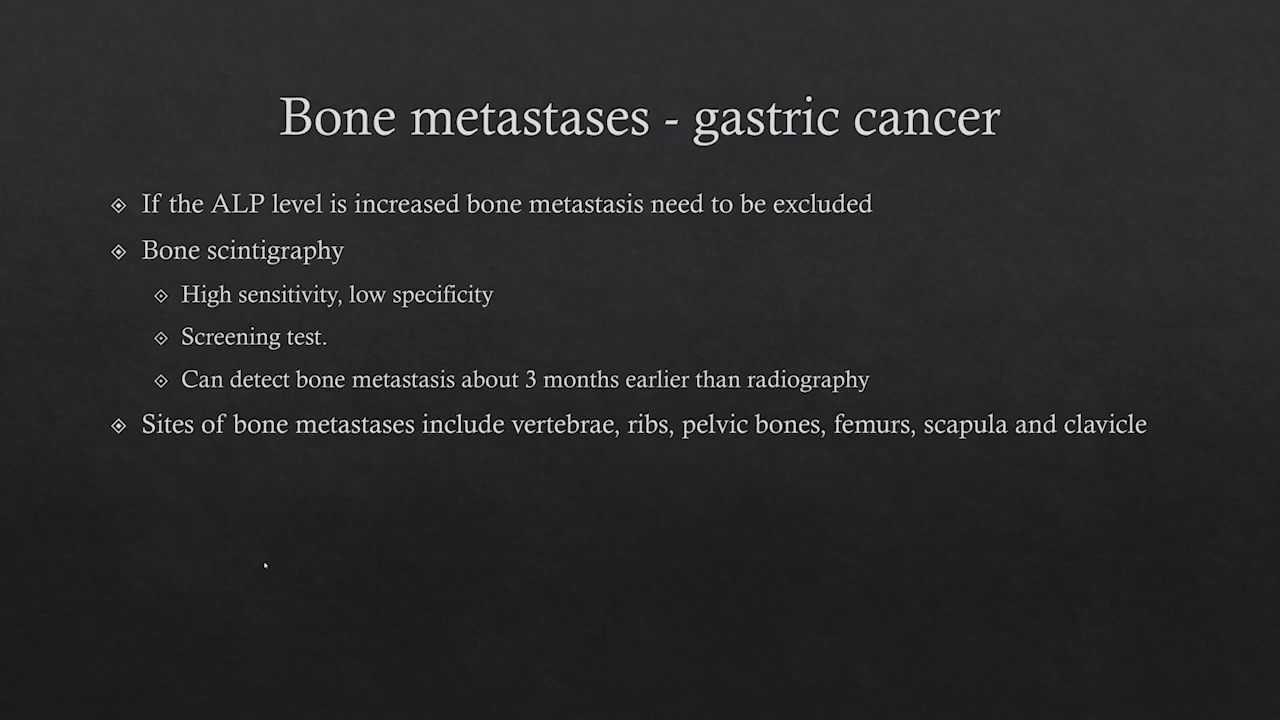 Bone metastases - gastric cancer
If the ALP level is increased bone metastasis need to be excluded
Bone scintigraphy
High sensitivity, low specificity
Screening test.
Can detect bone metastasis about 3 months earlier than radiography
Sites of bone metastases include vertebrae, ribs, pelvic bones, femurs, scapula and clavicle